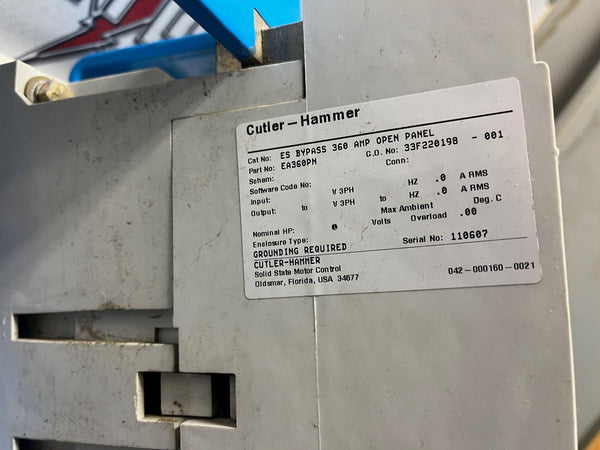 Cutler-Hammer
Cat No: ES BYPASS 360 AMP OPEN PANEL
Part No: EA360PN G.O. No: 33F220198 - 001
Schem: Conn:
Software Code No:
Input: V 3PH HZ .0 A RMS
Output: to V 3PH to HZ .0 A RMS
Max Ambient Deg. C
Nominal HP: 0 Volts Overload .00
Enclosure Type:
GROUNDING REQUIRED Serial No: 110607
CUTLER-HAMMER
Solid State Motor Control
Oldsmar, Florida, USA 34677 042-000160-0021